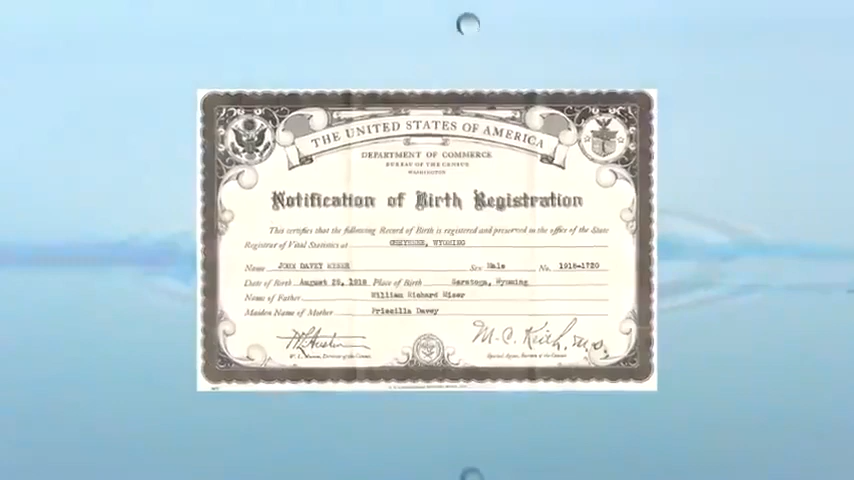 THE UNITED STATES OF AMERICA
DEPARTMENT OF COMMERCE
BUREAU OF THE CENSUS
WASHINGTON
Notification of Birth Registration
This certifies that the following Record of Birth is registered and preserved in the office of the State
Registrar of Vital Statistics at CHEYENNE, WYOMING
Name JOHN DAVEY MISER Sex Male No. 1918-1720
Date of Birth August 28, 1918 Place of Birth Saratoga, Wyoming
Name of Father William Richard Miser
Maiden Name of Mother Priscilla Davey
M. C. Keith, M.D.
Director of the Census. Special Agent, Bureau of the Census